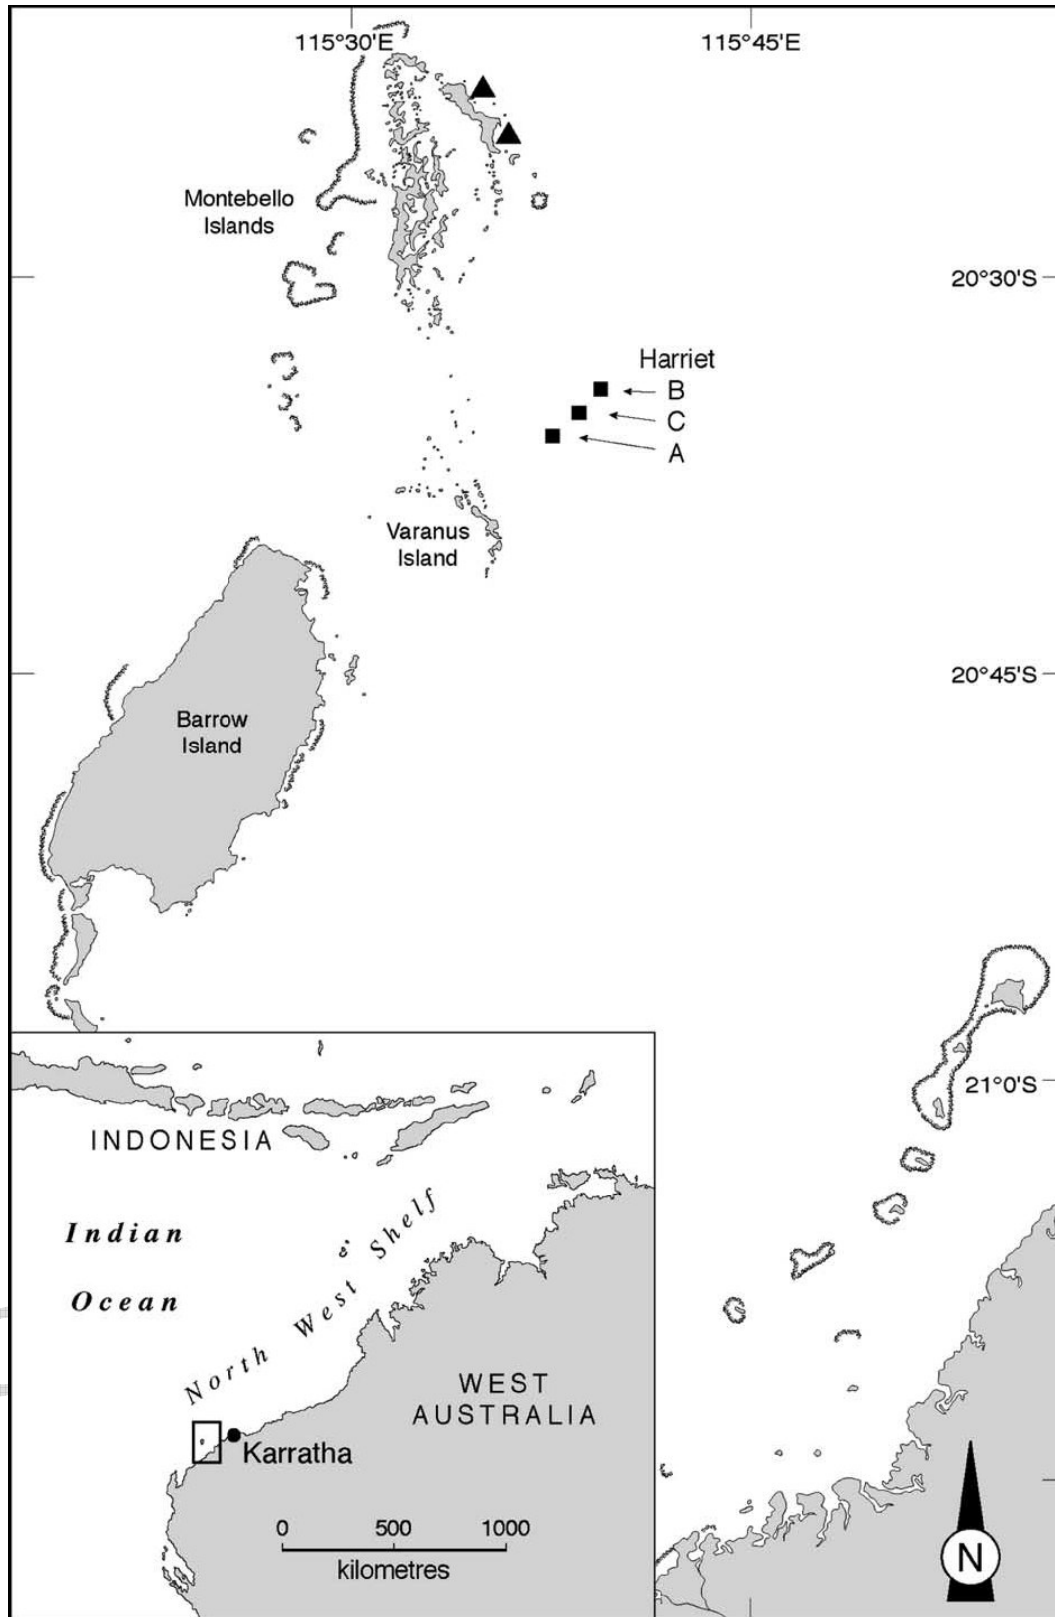 115°30'E
115°45'E
Montebello
Islands
20°30'S
Harriet
B
C
A
Varanus
Island
20°45'S
Barrow
Island
21°0'S
INDONESIA
Indian
Ocean
North West Shelf
WEST
AUSTRALIA
Karratha
0 500 1000
kilometres
N